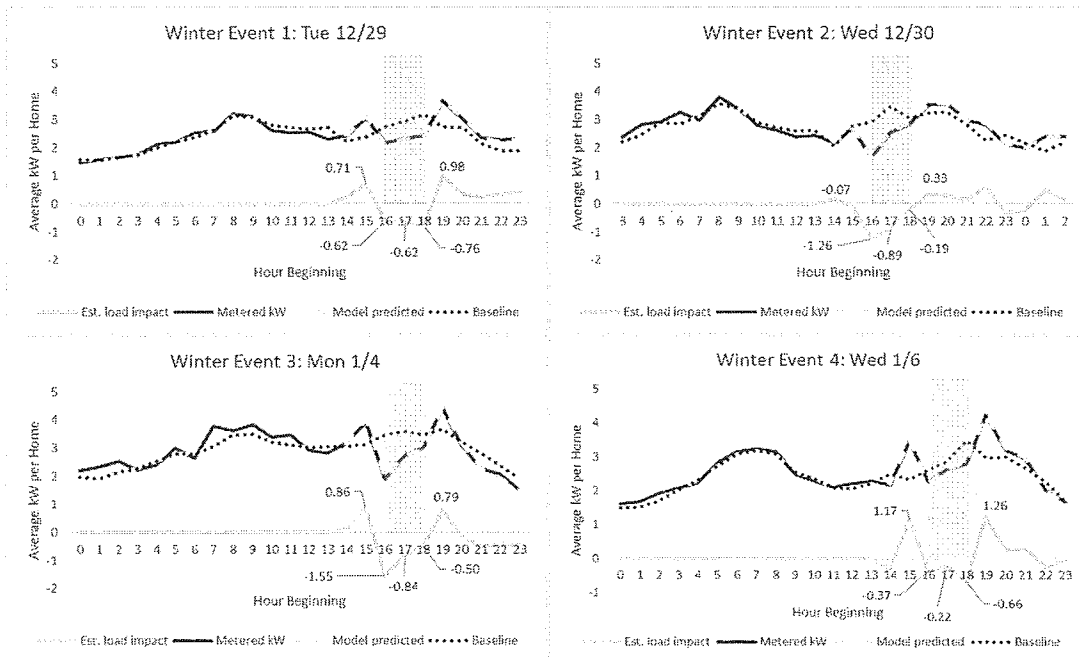 Winter Event 1: Tue 12/29
5
4
3
2
1
0
-1
-2
Average kW per Home
0.71
0.98
-0.62
-0.62
-0.76
0 1 2 3 4 5 6 7 8 9 10 11 12 13 14 15 16 17 18 19 20 21 22 23
Hour Beginning
Est. load impact Metered kW Model predicted Baseline
Winter Event 2: Wed 12/30
5
4
3
2
1
0
-1
-2
Average kW per Home
-0.07
0.33
-1.26
-0.89
-0.19
3 4 5 6 7 8 9 10 11 12 13 14 15 16 17 18 19 20 21 22 23 0 1 2
Hour Beginning
Est. load impact Metered kW Model predicted Baseline
Winter Event 3: Mon 1/4
5
4
3
2
1
0
-1
-2
Average kW per Home
0.86
0.79
0 1 2 3 4 5 6 7 8 9 10 11 12 13 14 15 16 17 18 19 20 21 22 23
-1.55
-0.84
-0.50
Hour Beginning
Est. load impact Metered kW Model predicted Baseline
Winter Event 4: Wed 1/6
5
4
3
2
1
0
-1
Average kW per Home
1.17
1.26
0 1 2 3 4 5 6 7 8 9 10 11 12 13 14 15 16 17 18 19 20 21 22 23
-0.37
-0.22
-0.66
Hour Beginning
Est. load impact Metered kW Model predicted Baseline